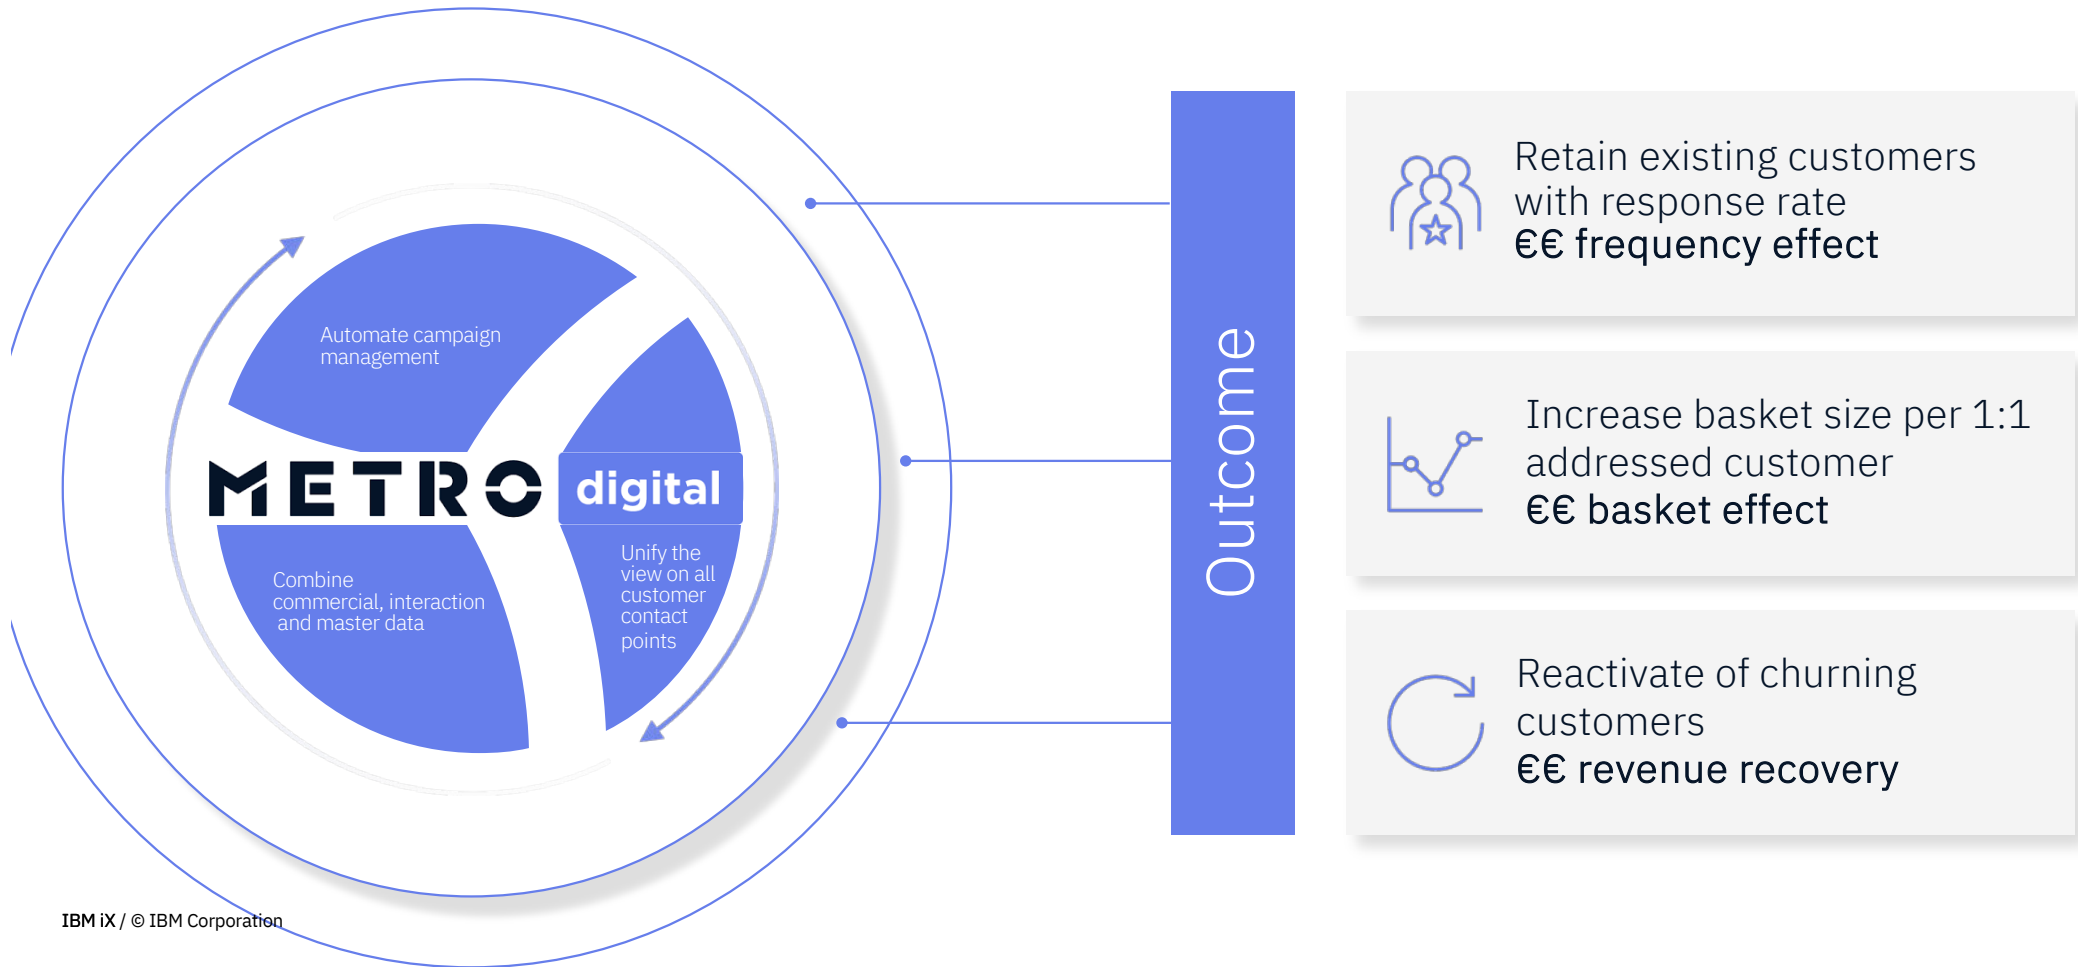 Automate campaign
management
METRO digital
Combine
commercial, interaction
and master data
Unify the
view on all
customer
contact
points
Outcome
Retain existing customers
with response rate
€€ frequency effect
Increase basket size per 1:1
addressed customer
€€ basket effect
Reactivate of churning
customers
€€ revenue recovery
IBM iX / © IBM Corporation